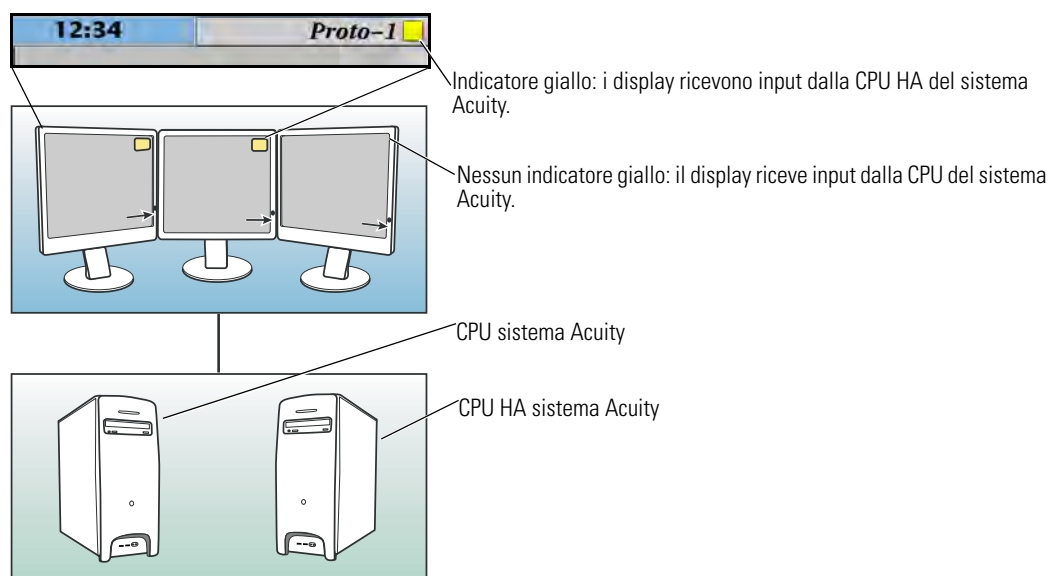 12:34 Proto-1
Indicatore giallo: i display ricevono input dalla CPU HA del sistema
Acuity.
Nessun indicatore giallo: il display riceve input dalla CPU del sistema
Acuity.
CPU sistema Acuity
CPU HA sistema Acuity